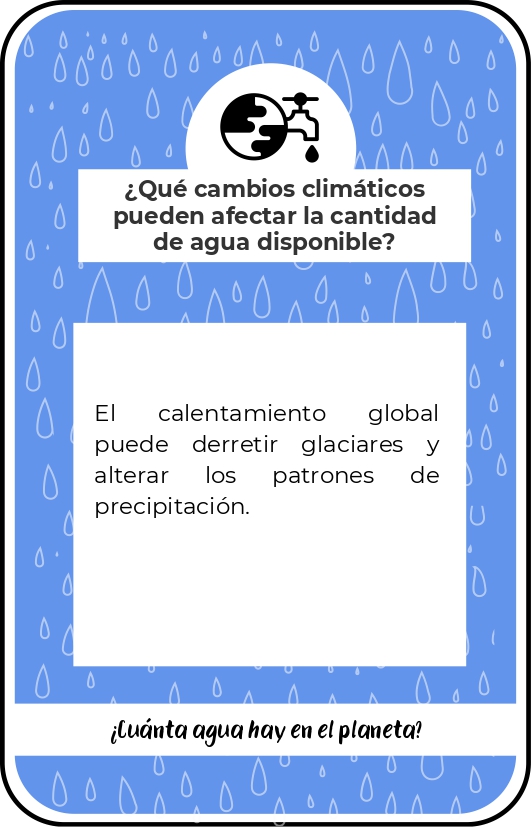 ¿Qué cambios climáticos
pueden afectar la cantidad
de agua disponible?
El calentamiento global
puede derretir glaciares y
alterar los patrones de
precipitación.
¿Cuánta agua hay en el planeta?